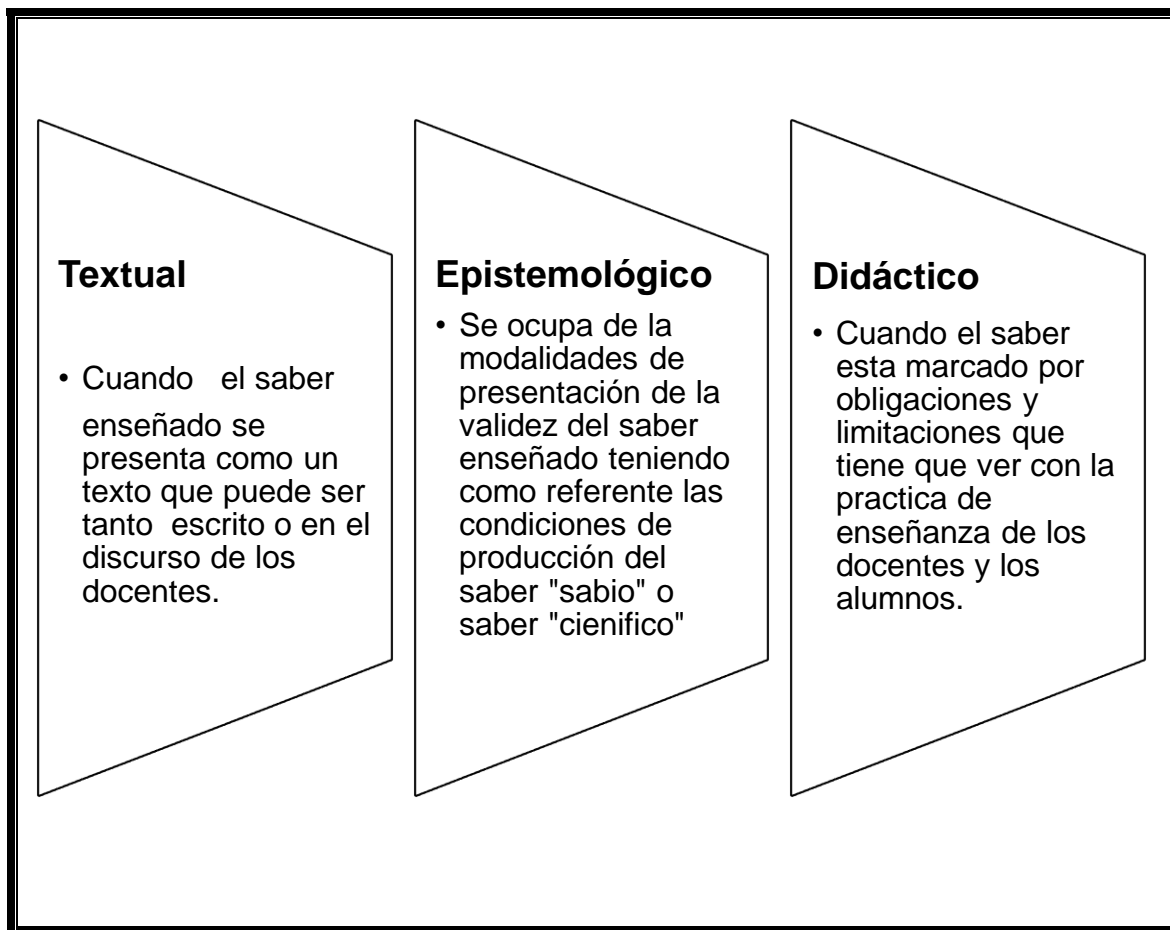 Textual
• Cuando el saber
enseñado se
presenta como un
texto que puede ser
tanto escrito o en el
discurso de los
docentes.
Epistemológico
• Se ocupa de la
modalidades de
presentación de la
validez del saber
enseñado teniendo
como referente las
condiciones de
producción del
saber "sabio" o
saber "cienifico"
Didáctico
• Cuando el saber
esta marcado por
obligaciones y
limitaciones que
tiene que ver con la
practica de
enseñanza de los
docentes y los
alumnos.